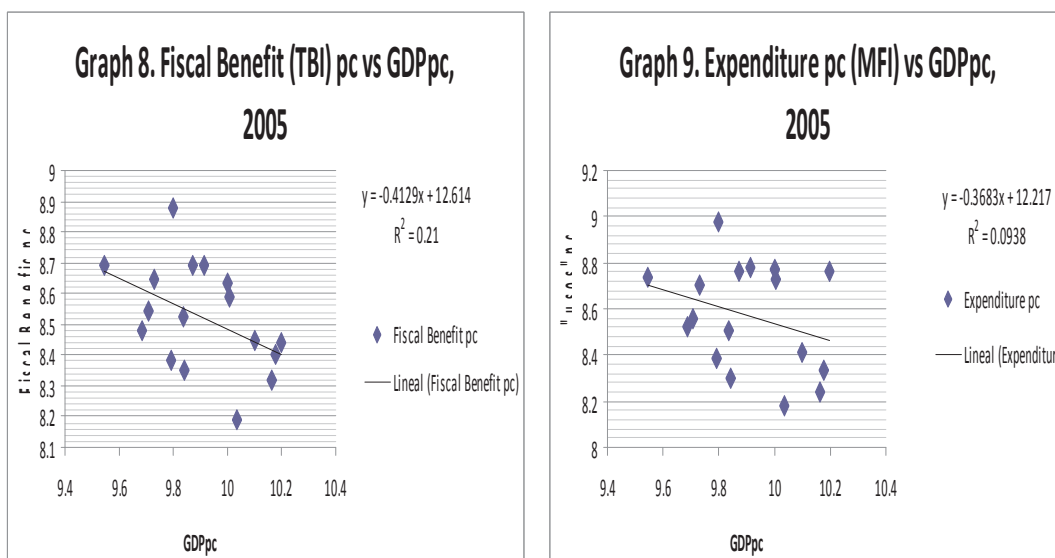 Graph 8. Fiscal Benefit (TBI) pc vs GDPpc,
2005
9
8.9
8.8
8.7
8.6
8.5
8.4
8.3
8.2
8.1
9.4
9.6
9.8
10
10.2
10.4
GDPpc
y = -0.4129x + 12.614
R² = 0.21
Fiscal Benefit pc
Lineal (Fiscal Benefit pc)
Graph 9. Expenditure pc (MFI) vs GDPpc,
2005
9.2
9
8.8
8.6
8.4
8.2
8
9.4
9.6
9.8
10
10.2
10.4
GDPpc
y = -0.3683x + 12.217
R² = 0.0938
Expenditure pc
Lineal (Expenditur